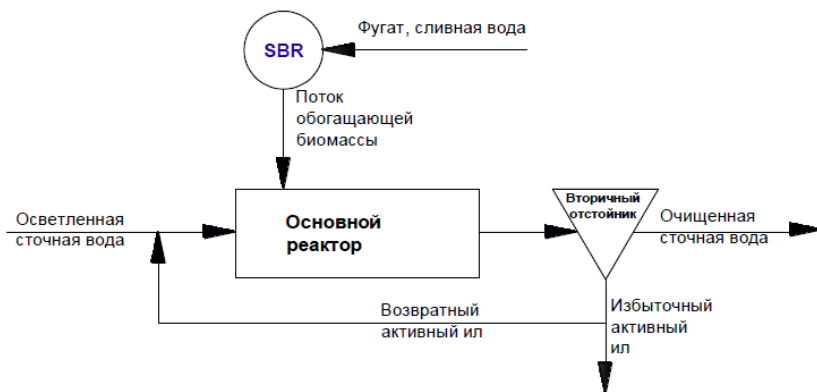 Фугат, сливная вода
SBR
Поток
обогащающей
биомассы
Осветленная
сточная вода
Основной
реактор
Вторичный
отстойник
Очищенная
сточная вода
Возвратный
активный ил
Избыточный
активный
ил